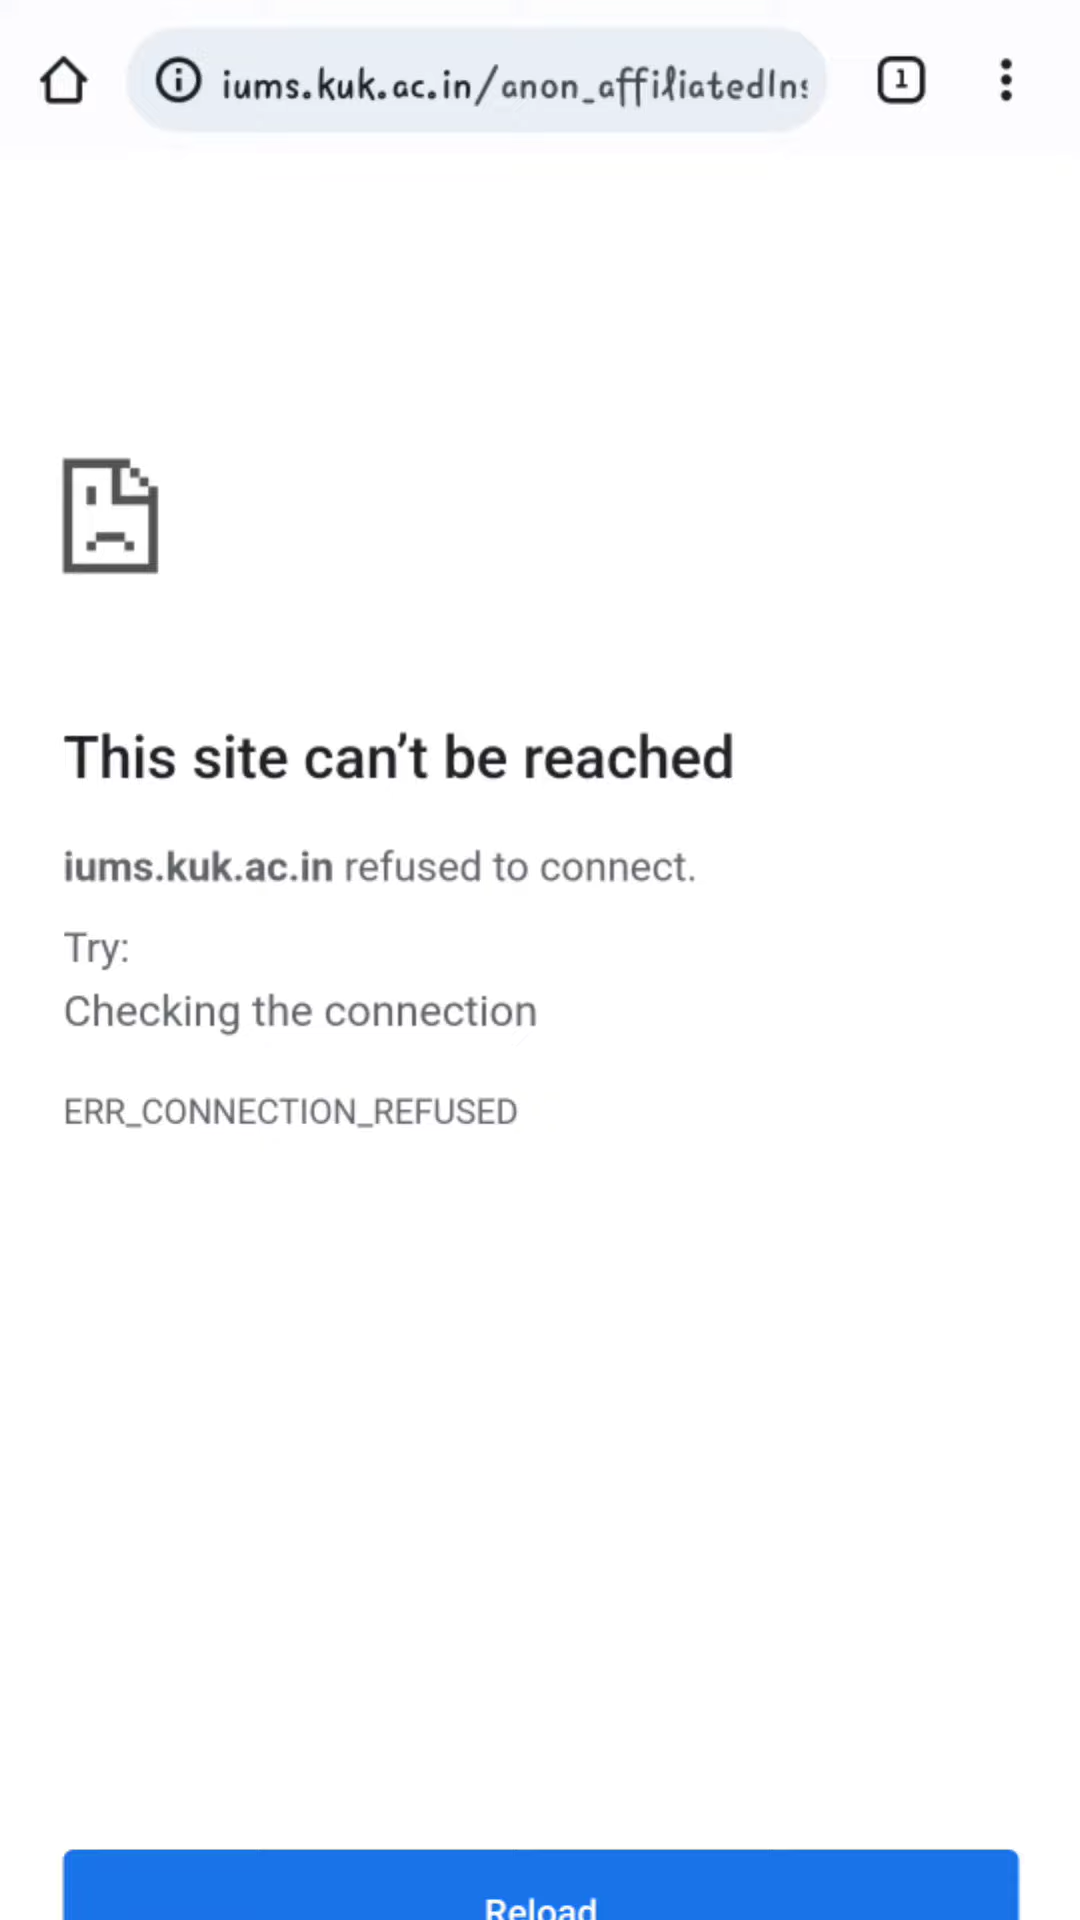 iums.kuk.ac.in/anon_affiliatedIns
1
This site can’t be reached
iums.kuk.ac.in refused to connect.
Try:
Checking the connection
ERR_CONNECTION_REFUSED
Reload